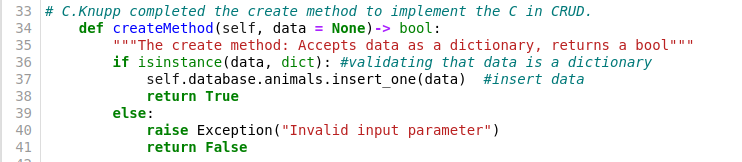 33 # C.Knupp completed the create method to implement the C in CRUD.
34     def createMethod(self, data = None)-> bool:
35         """The create method: Accepts data as a dictionary, returns a bool"""
36         if isinstance(data, dict): #validating that data is a dictionary
37             self.database.animals.insert_one(data)  #insert data
38             return True
39         else:
40             raise Exception("Invalid input parameter")
41             return False